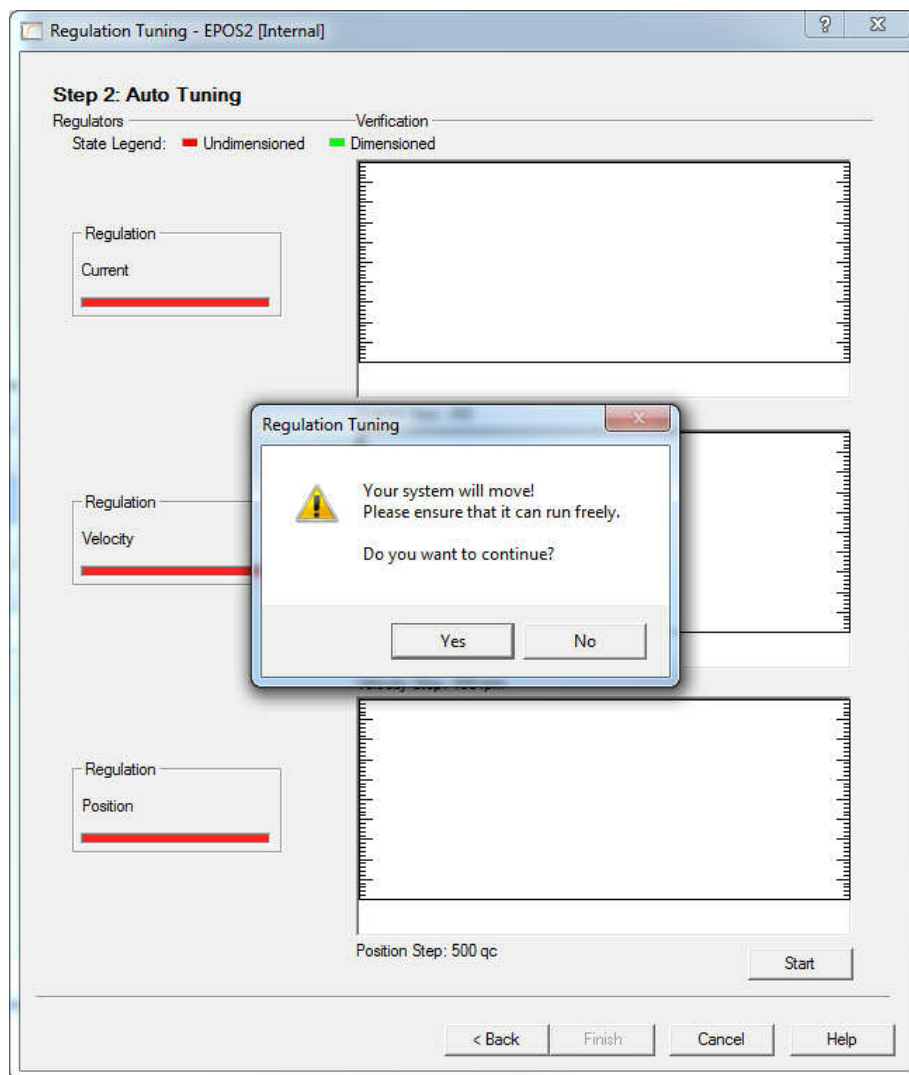 Regulation Tuning - EPOS2 [Internal]
Step 2: Auto Tuning
Regulators
Verification
State Legend: Undimensioned Dimensioned
Regulation
Current
Regulation Tuning
Your system will move!
Please ensure that it can run freely.
Do you want to continue?
Yes No
Regulation
Velocity
Regulation
Position
Position Step: 500 qc
Start
< Back Finish Cancel Help